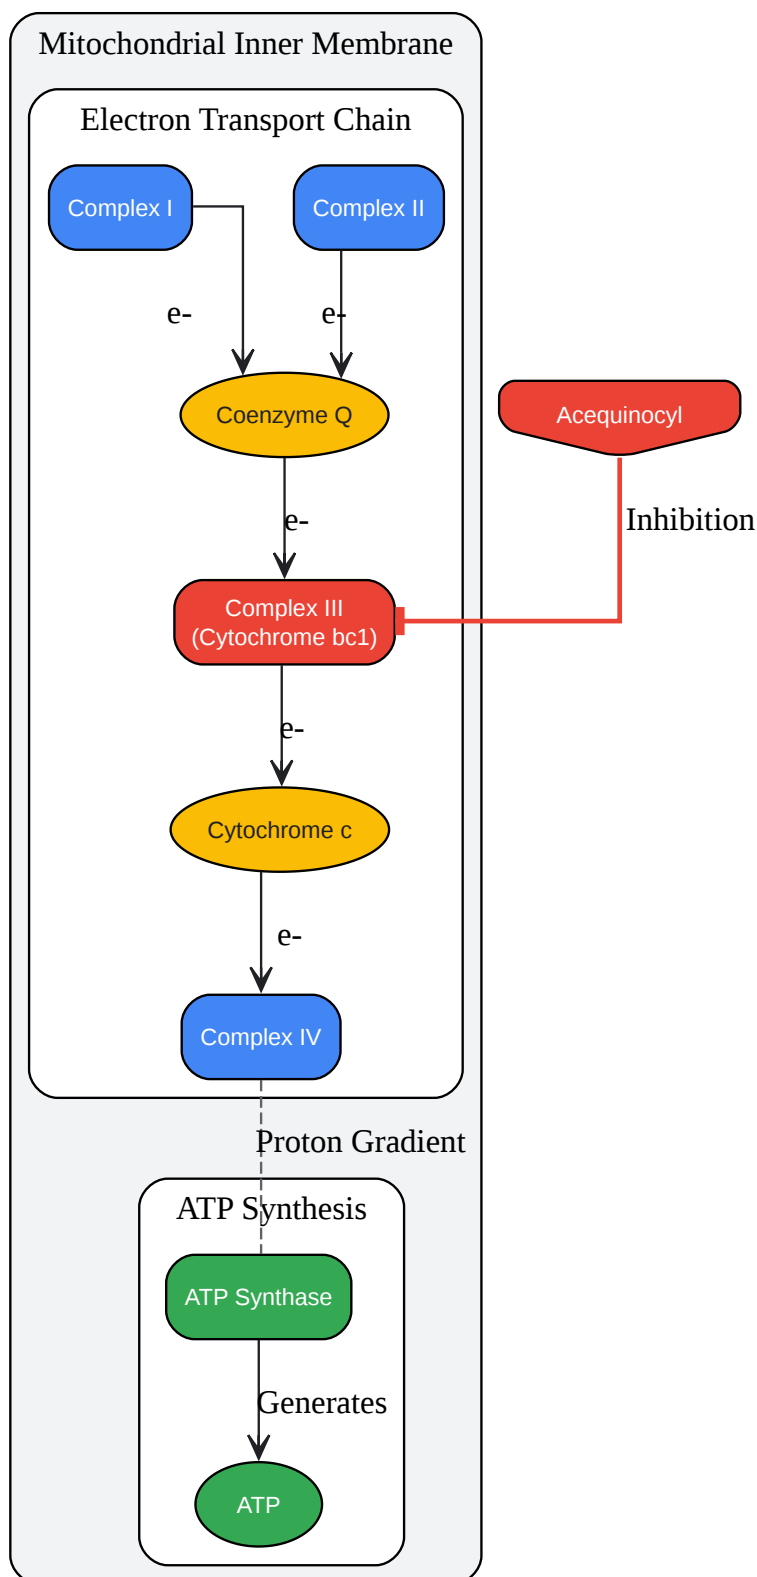 Mitochondrial Inner Membrane
Electron Transport Chain
Complex I
Complex II
e-
e-
Coenzyme Q
Acequinocyl
e-
Inhibition
Complex III
(Cytochrome bc1)
e-
Cytochrome c
e-
Complex IV
Proton Gradient
ATP Synthesis
ATP Synthase
Generates
ATP